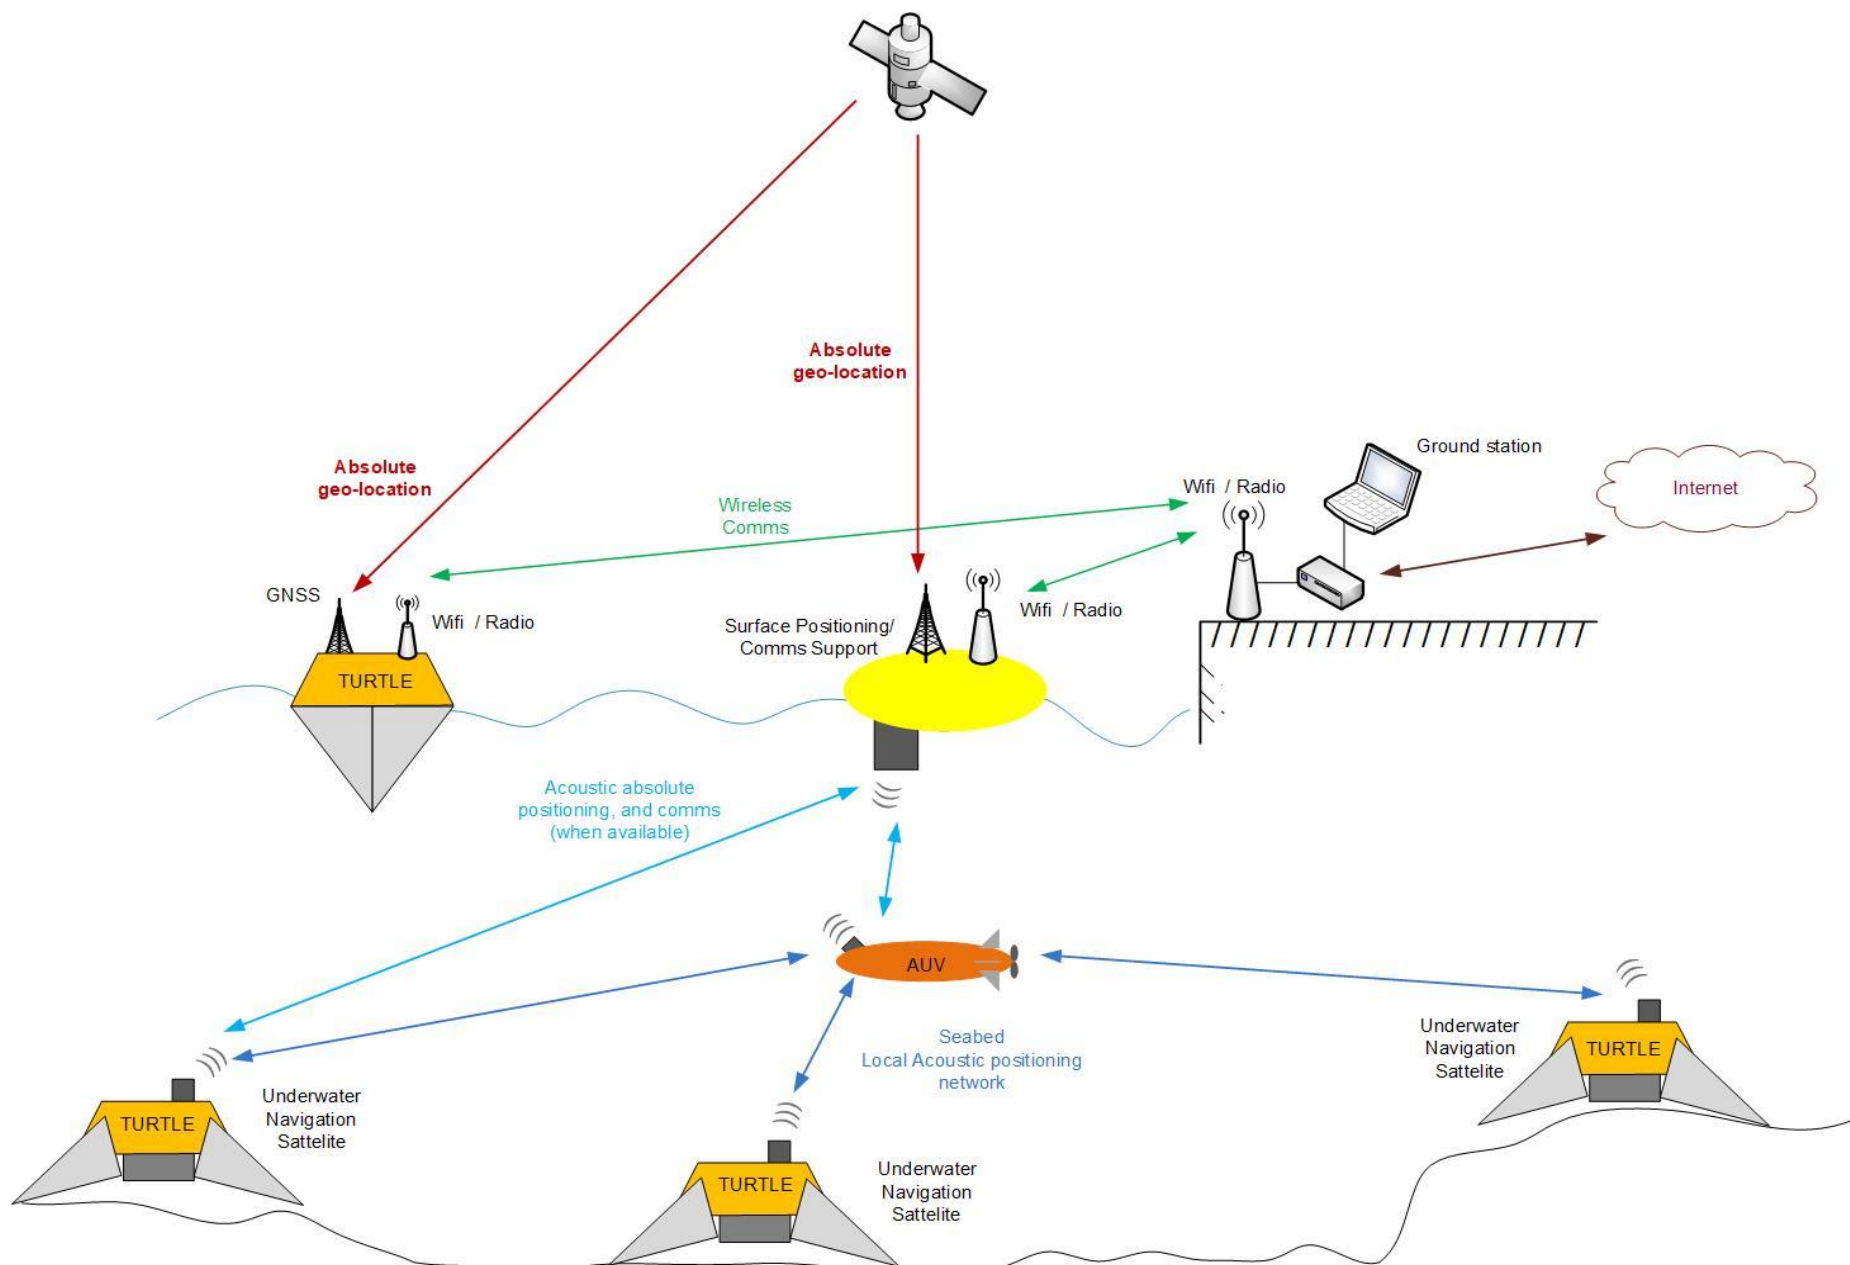 Absolute
geo-location
Absolute
geo-location
Ground station
Internet
Wifi / Radio
Wireless
Comms
GNSS
Wifi / Radio
Wifi / Radio
Surface Positioning/
Comms Support
TURTLE
Acoustic absolute
positioning, and comms
(when available)
AUV
Seabed
Local Acoustic positioning
network
Underwater
Navigation
Sattelite
TURTLE
Underwater
Navigation
Sattelite
TURTLE
Underwater
Navigation
Sattelite
TURTLE